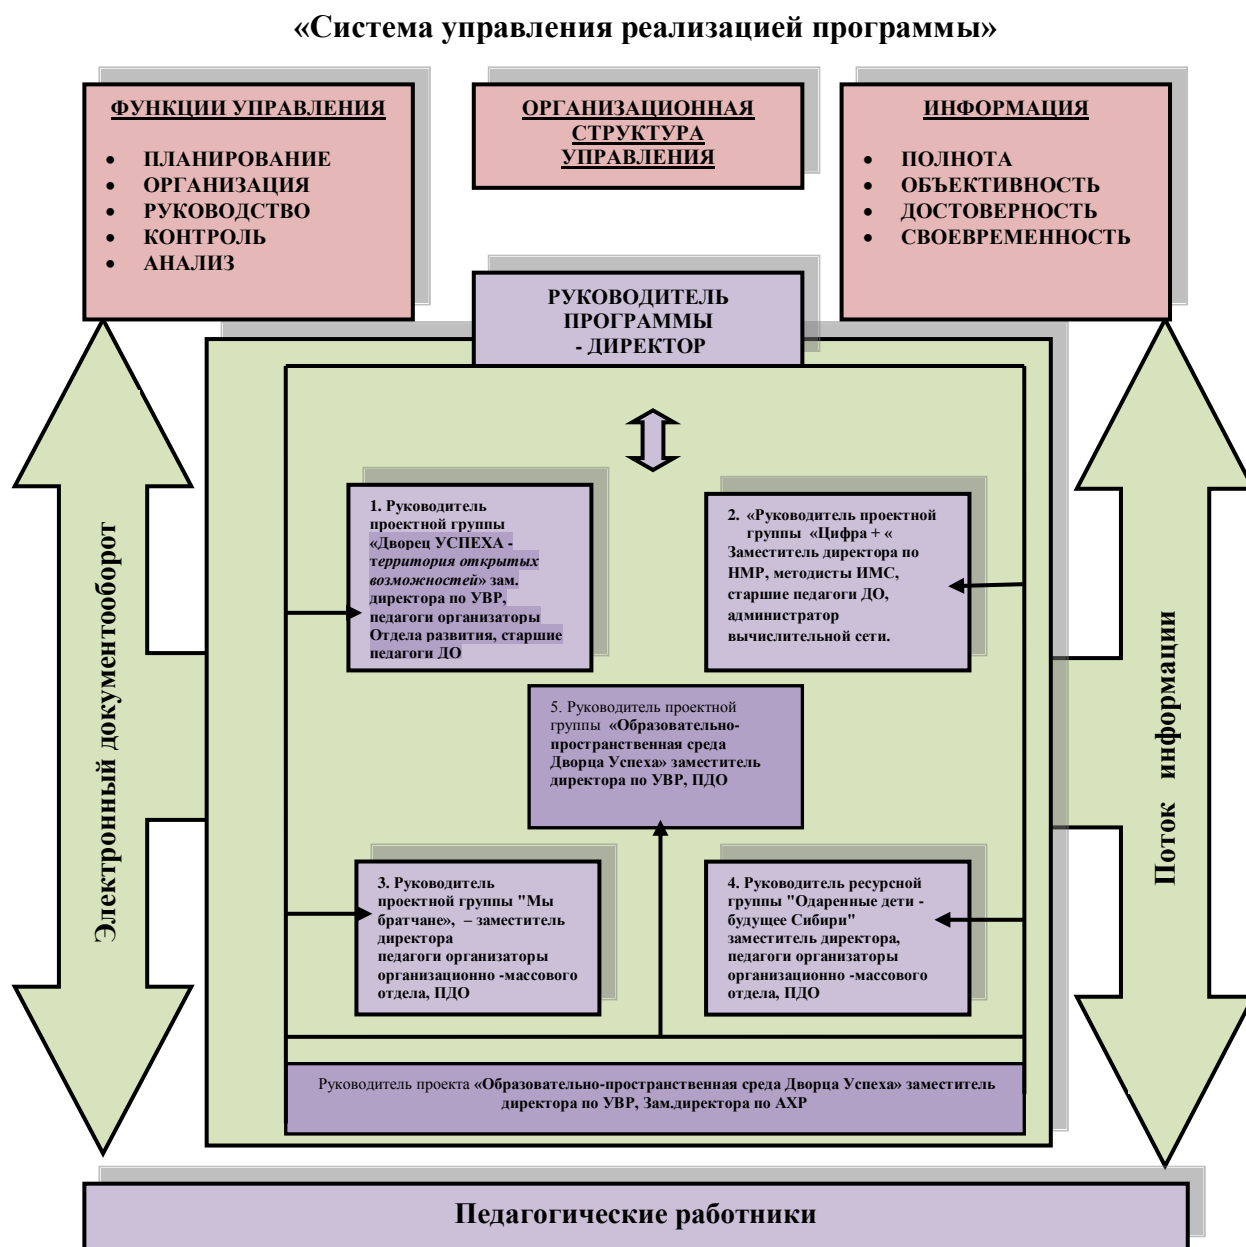 «Система управления реализацией программы»
ФУНКЦИИ УПРАВЛЕНИЯ
• ПЛАНИРОВАНИЕ
• ОРГАНИЗАЦИЯ
• РУКОВОДСТВО
• КОНТРОЛЬ
• АНАЛИЗ
ОРГАНИЗАЦИОННАЯ
СТРУКТУРА
УПРАВЛЕНИЯ
ИНФОРМАЦИЯ
• ПОЛНОТА
• ОБЪЕКТИВНОСТЬ
• ДОСТОВЕРНОСТЬ
• СВОЕВРЕМЕННОСТЬ
РУКОВОДИТЕЛЬ
ПРОГРАММЫ
- ДИРЕКТОР
Электронный документооборот
1. Руководитель
проектной группы
«Дворец УСПЕХА -
территория открытых
возможностей» зам.
директора по УВР,
педагоги организаторы
Отдела развития, старшие
педагоги ДО
2. «Руководитель проектной
группы «Цифра + «
Заместитель директора по
НМР, методисты ИМС,
старшие педагоги ДО,
администратор
вычислительной сети.
5. Руководитель проектной
группы «Образовательно-
пространственная среда
Дворца Успеха» заместитель
директора по УВР, ПДО
3. Руководитель
проектной группы "Мы
братчане», – заместитель
директора
педагоги организаторы
организационно -массового
отдела, ПДО
4. Руководитель ресурсной
группы "Одаренные дети -
будущее Сибири"
заместитель директора,
педагоги организаторы
организационно -массового
отдела, ПДО
Поток информации
Руководитель проекта «Образовательно-пространственная среда Дворца Успеха» заместитель
директора по УВР, Зам.директора по АХР
Педагогические работники